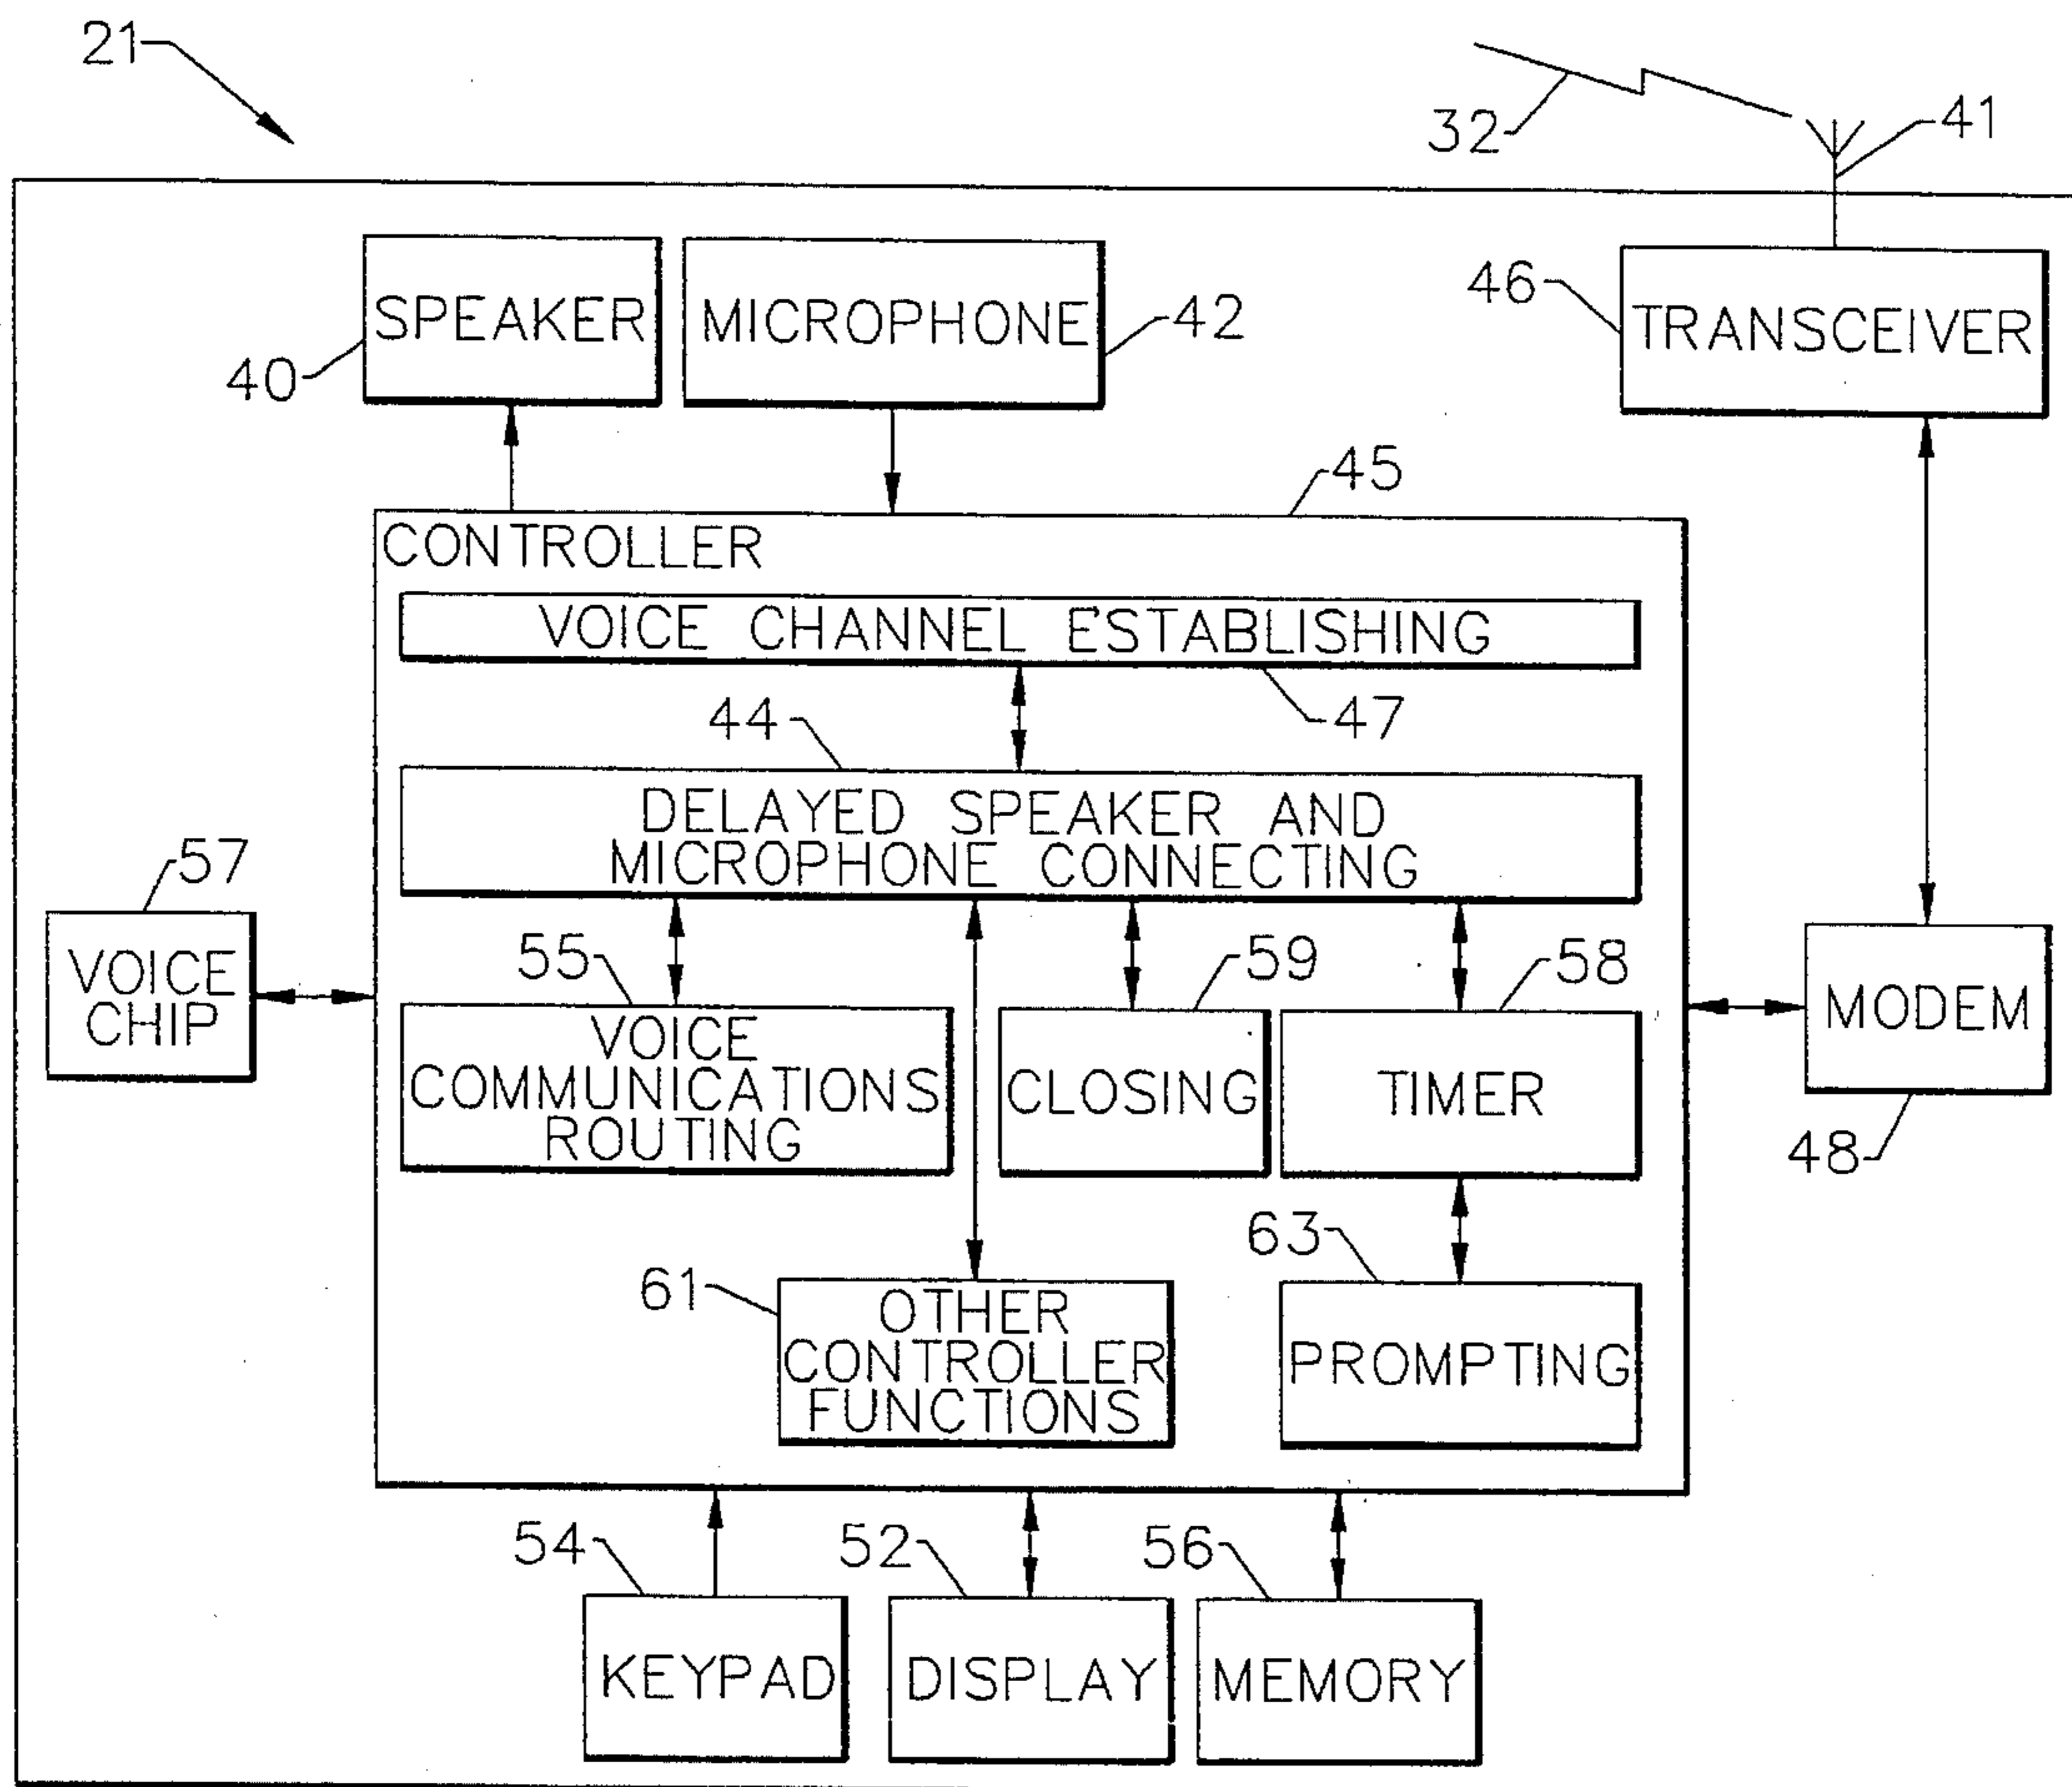 21
32
41
SPEAKER
MICROPHONE
TRANSCEIVER
40
42
46
45
CONTROLLER
VOICE CHANNEL ESTABLISHING
47
44
DELAYED SPEAKER AND
MICROPHONE CONNECTING
57
VOICE
CHIP
55
59
58
VOICE
COMMUNICATIONS
ROUTING
CLOSING
TIMER
MODEM
48
63
61
OTHER
CONTROLLER
FUNCTIONS
PROMPTING
54
52
56
KEYPAD
DISPLAY
MEMORY